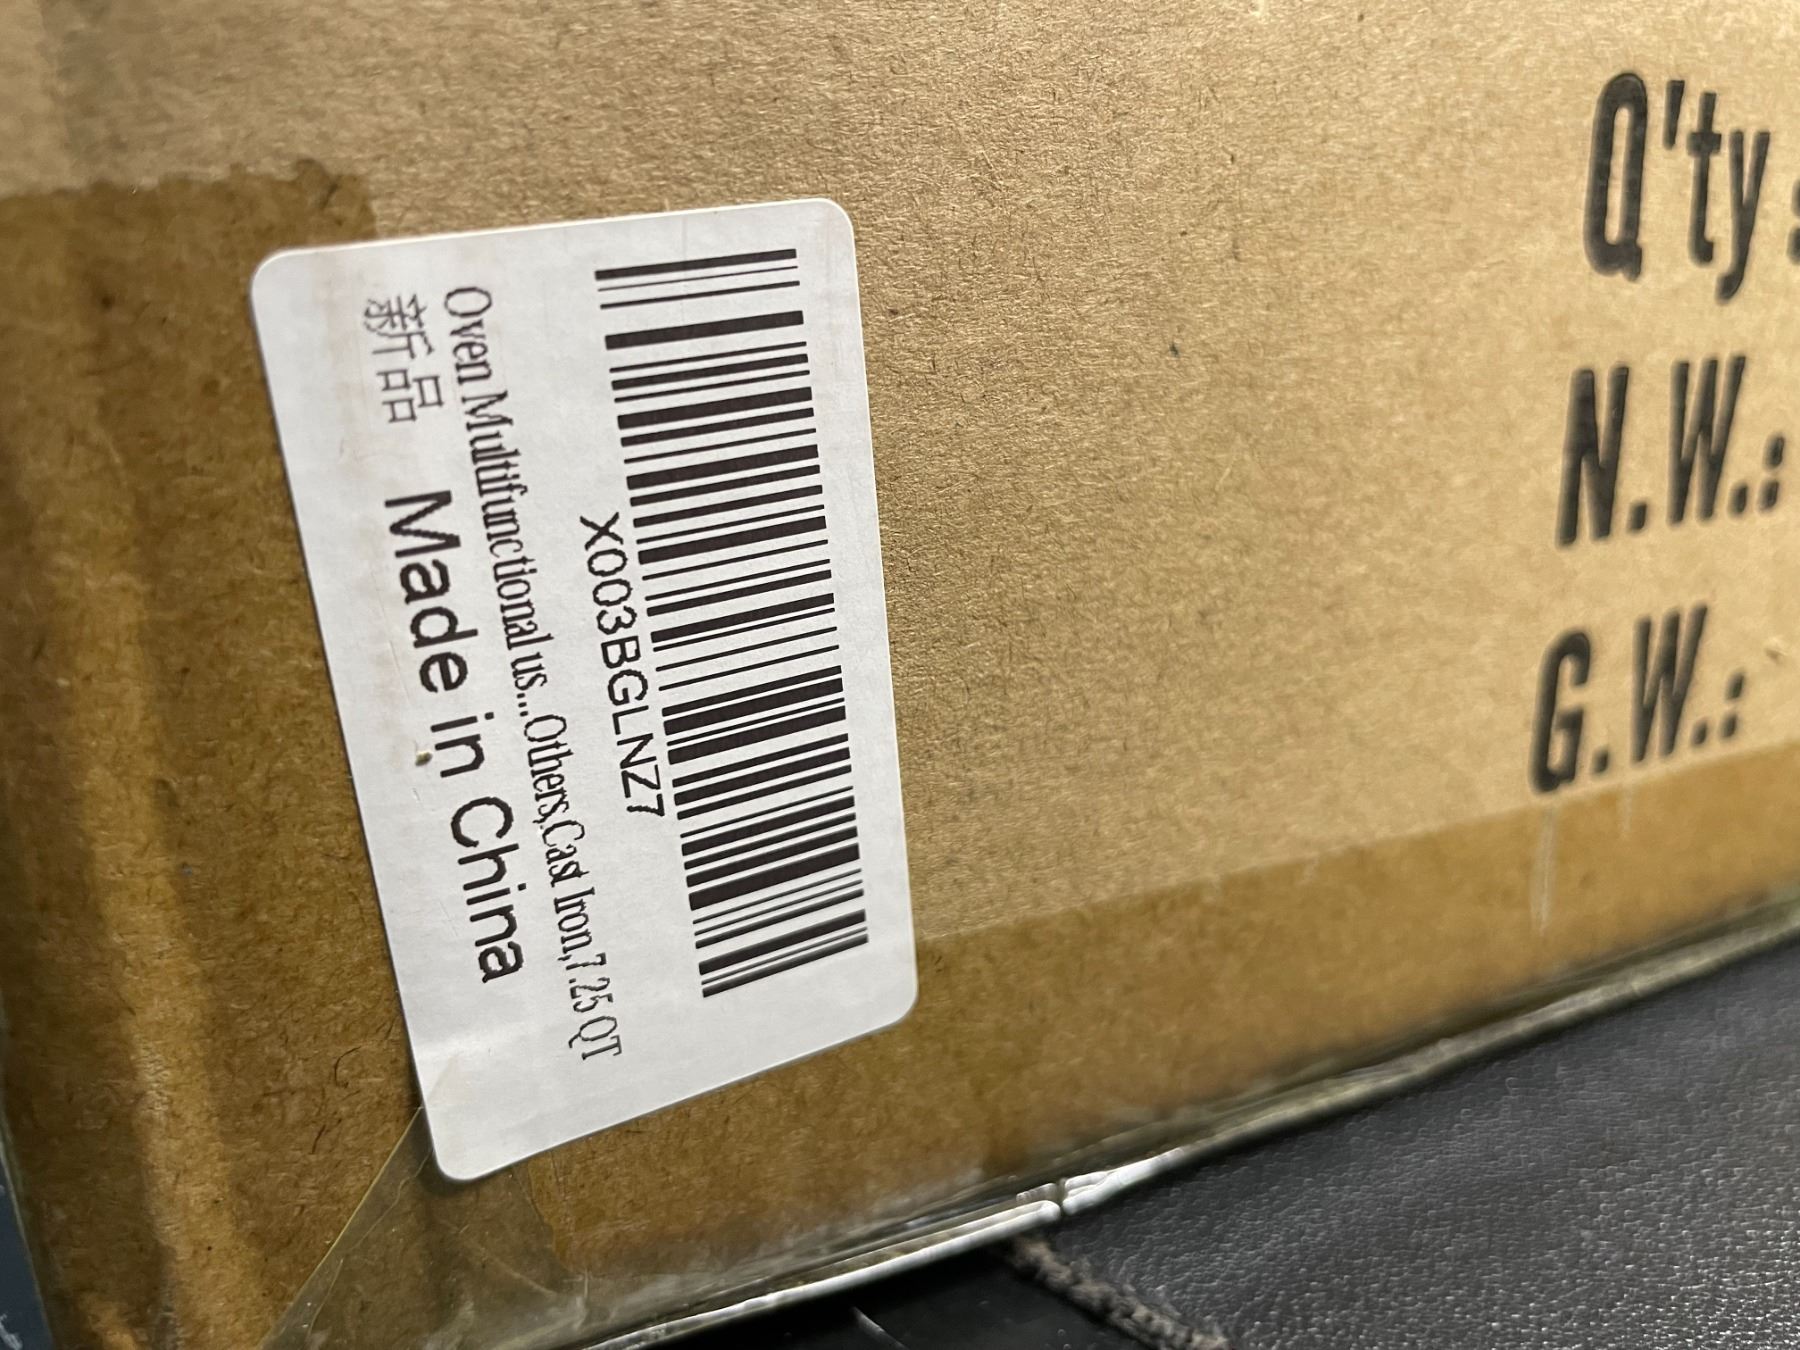 X003BGLNZ7
Oven Multifunctional us...Others,Cast Iron,7.25 QT
新品 Made in China
Q'ty:
N.W.:
G.W.: